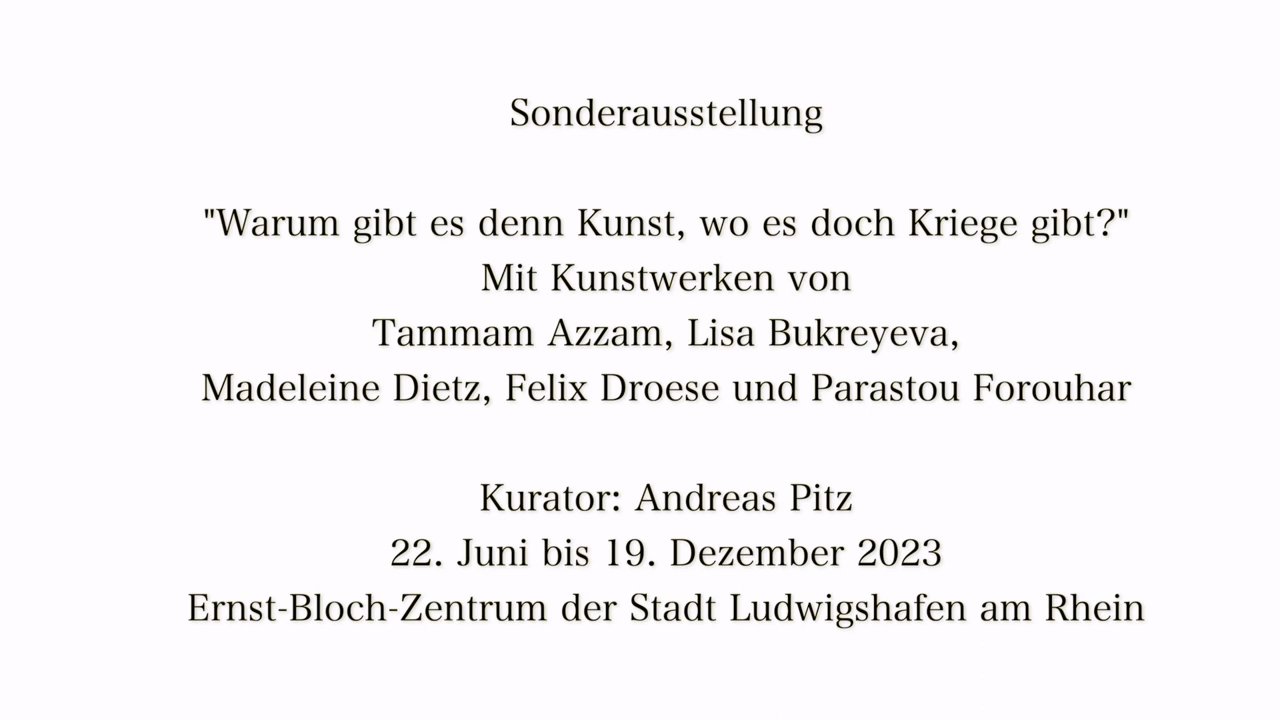 Sonderausstellung
"Warum gibt es denn Kunst, wo es doch Kriege gibt?"
Mit Kunstwerken von
Tammam Azzam, Lisa Bukreyeva,
Madeleine Dietz, Felix Droese und Parastou Forouhar
Kurator: Andreas Pitz
22. Juni bis 19. Dezember 2023
Ernst-Bloch-Zentrum der Stadt Ludwigshafen am Rhein